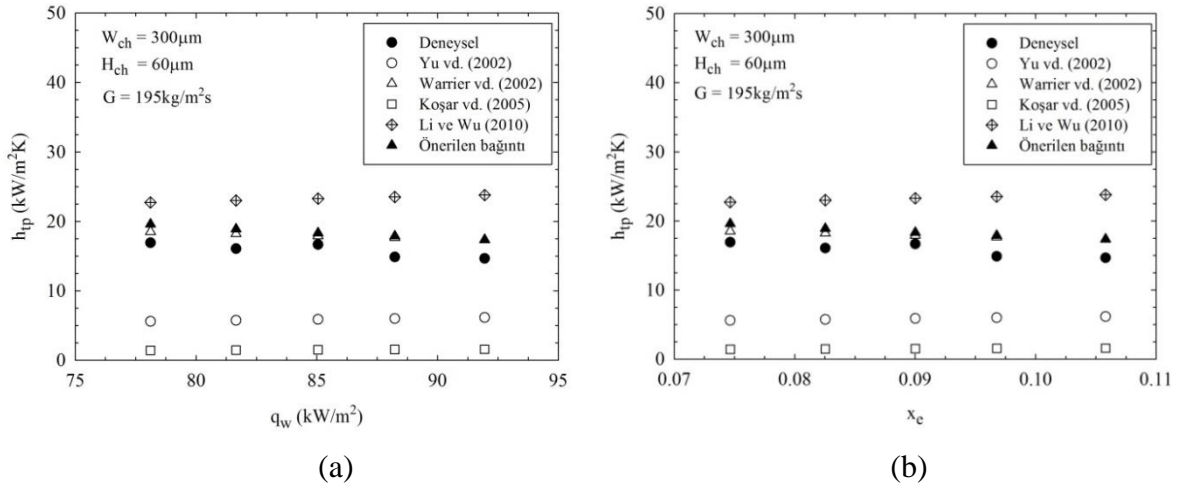 50
40
30
20
10
0
h_tp (kW/m²K)
W_ch = 300μm
H_ch = 60μm
G = 195kg/m²s
Deneysel
Yu vd. (2002)
Warrier vd. (2002)
Koşar vd. (2005)
Li ve Wu (2010)
Önerilen bağıntı
75 80 85 90 95
q_w (kW/m²)
(a)
50
40
30
20
10
0
h_tp (kW/m²K)
W_ch = 300μm
H_ch = 60μm
G = 195kg/m²s
Deneysel
Yu vd. (2002)
Warrier vd. (2002)
Koşar vd. (2005)
Li ve Wu (2010)
Önerilen bağıntı
0.07 0.08 0.09 0.10 0.11
x_e
(b)